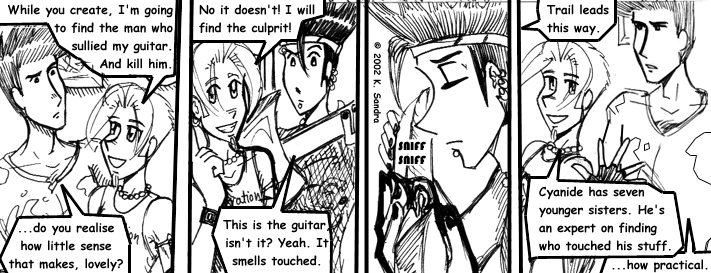 While you create, I'm going
to find the man who
sullied my guitar.
And kill him.
...do you realise
how little sense
that makes, lovely?
No it doesn't! I will
find the culprit!
This is the guitar,
isn't it? Yeah. It
smells touched.
© 2002 K. Sandra
SNIFF
SNIFF
Trail leads
this way.
Cyanide has seven
younger sisters. He's
an expert on finding
who touched his stuff.
...how practical.